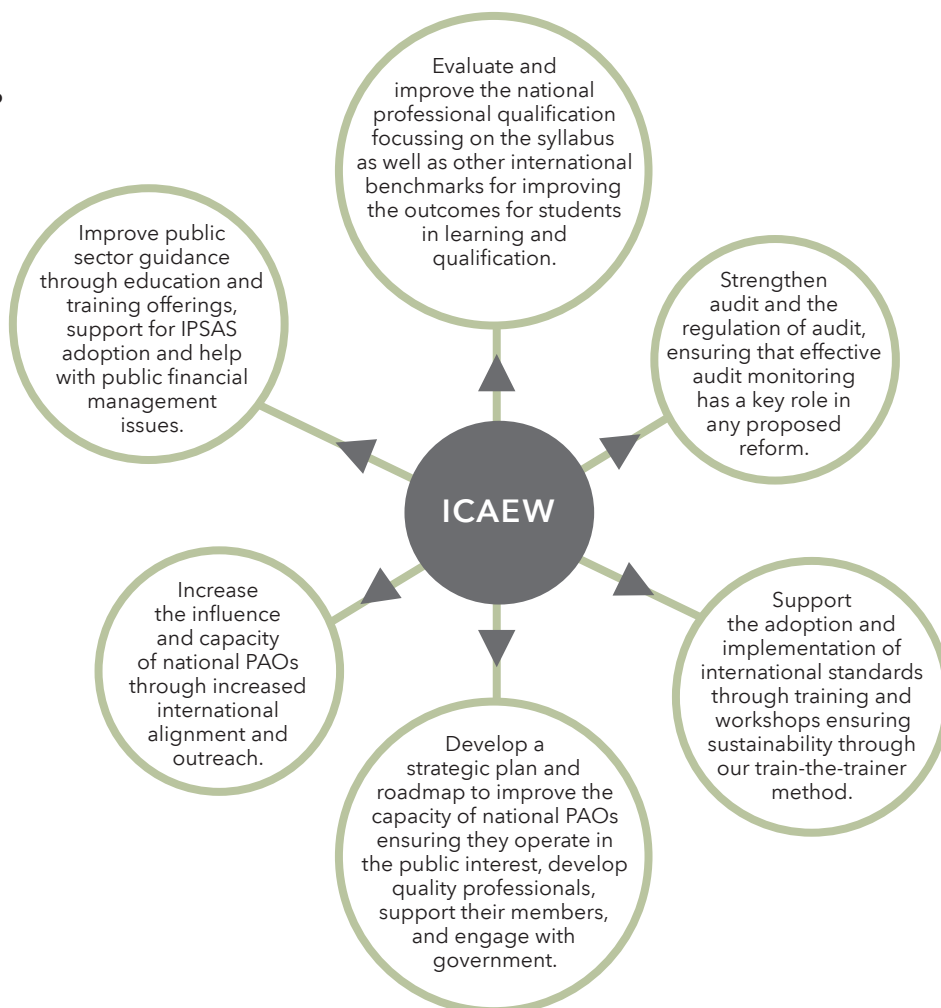 Evaluate and
improve the national
professional qualification
focussing on the syllabus
as well as other international
benchmarks for improving
the outcomes for students
in learning and
qualification.
Improve public
sector guidance
through education and
training offerings,
support for IPSAS
adoption and help
with public financial
management
issues.
Strengthen
audit and the
regulation of audit,
ensuring that effective
audit monitoring
has a key role in
any proposed
reform.
ICAEW
Increase
the influence
and capacity
of national PAOs
through increased
international
alignment and
outreach.
Support
the adoption and
implementation of
international standards
through training and
workshops ensuring
sustainability through
our train-the-trainer
method.
Develop a
strategic plan and
roadmap to improve the
capacity of national PAOs
ensuring they operate in
the public interest, develop
quality professionals,
support their members,
and engage with
government.